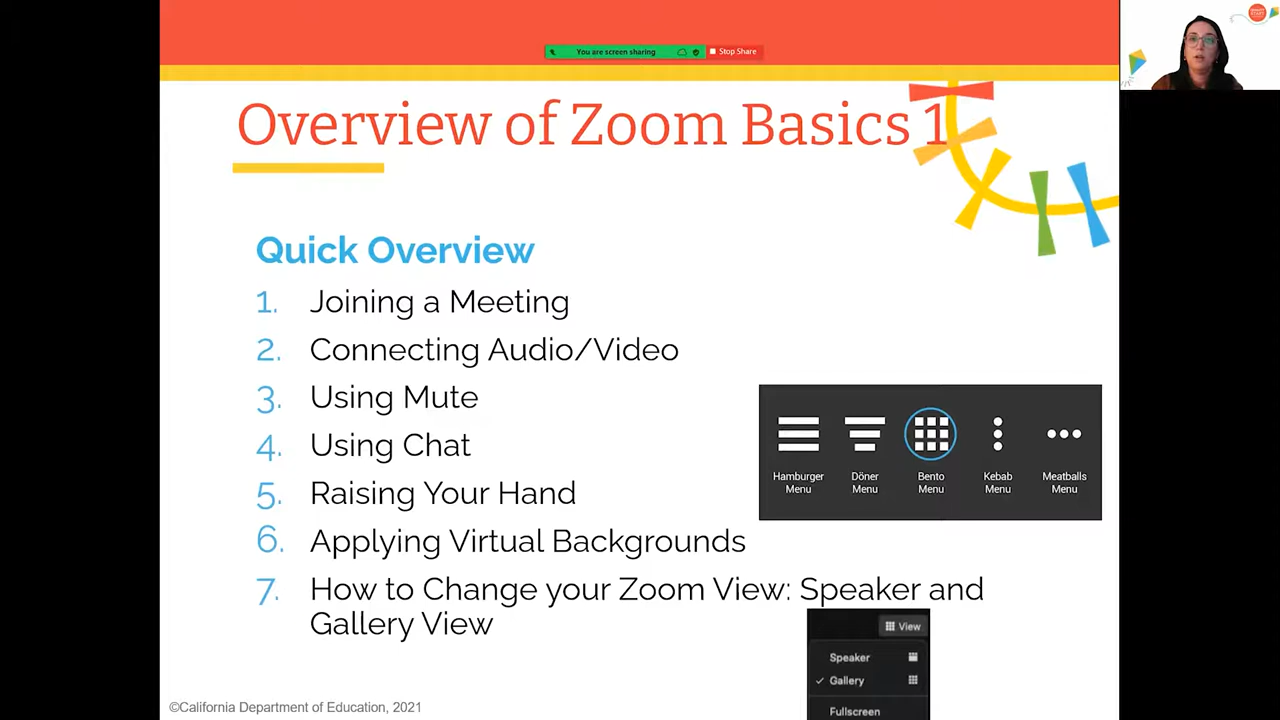 You are screen sharing
Stop Share
Overview of Zoom Basics 1
Quick Overview
1. Joining a Meeting
2. Connecting Audio/Video
3. Using Mute
4. Using Chat
5. Raising Your Hand
6. Applying Virtual Backgrounds
7. How to Change your Zoom View: Speaker and
Gallery View
Hamburger Menu
Döner Menu
Bento Menu
Kebab Menu
Meatballs Menu
View
Speaker
Gallery
Fullscreen
©California Department of Education, 2021